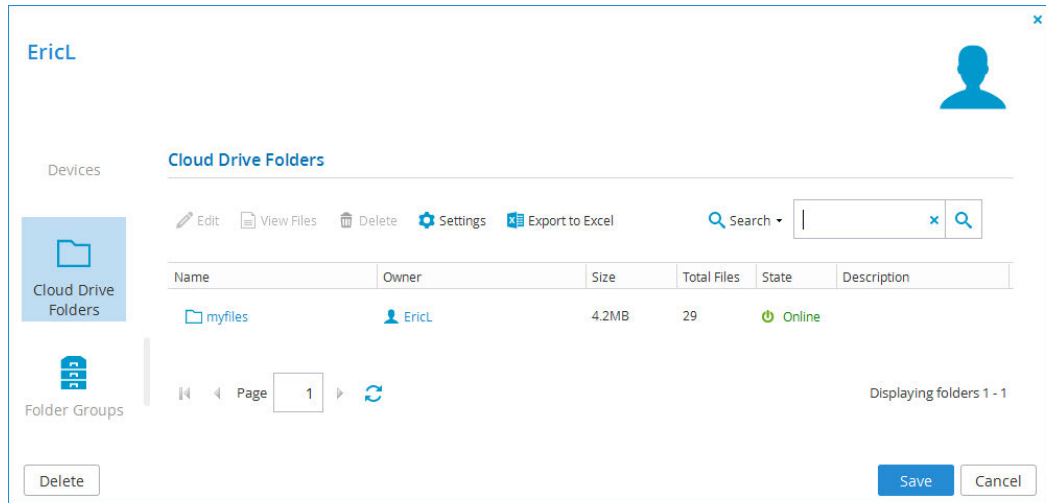 EricL
Devices
Cloud Drive
Folders
Folder Groups
Cloud Drive Folders
Edit View Files Delete Settings Export to Excel Search
Name Owner Size Total Files State Description
myfiles EricL 4.2MB 29 Online
Page 1 Displaying folders 1 - 1
Delete Save Cancel